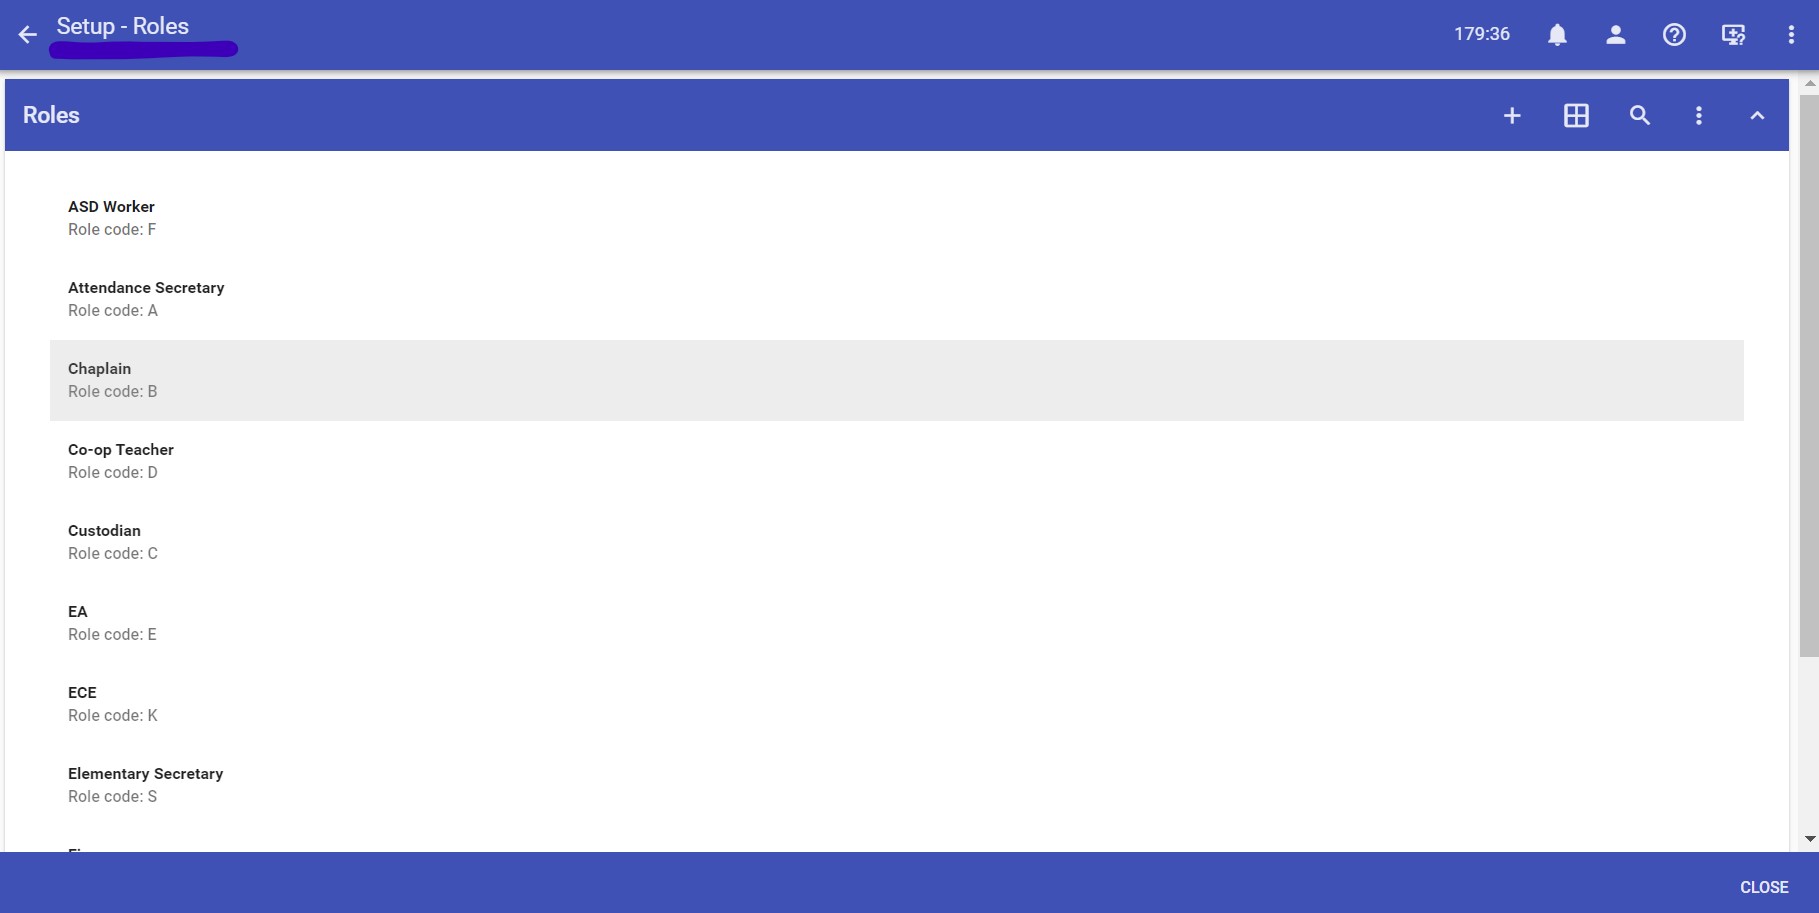 Setup - Roles
179:36
Roles
ASD Worker
Role code: F
Attendance Secretary
Role code: A
Chaplain
Role code: B
Co-op Teacher
Role code: D
Custodian
Role code: C
EA
Role code: E
ECE
Role code: K
Elementary Secretary
Role code: S
CLOSE